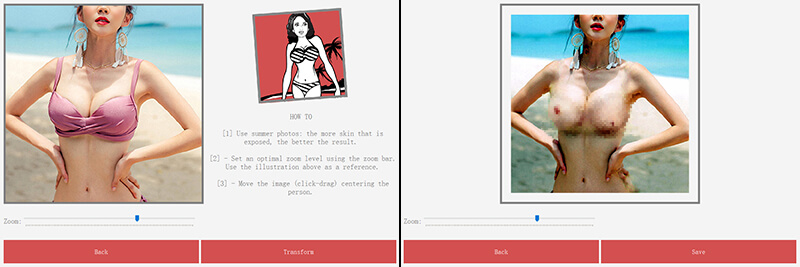 HOW TO
[1] Use summer photos: the more skin that is
exposed, the better the result.
[2] - Set an optimal zoom level using the zoom bar.
Use the illustration above as a reference.
[3] - Move the image (click-drag) centering the
person.
Zoom:
Back
Transform
Zoom:
Back
Save